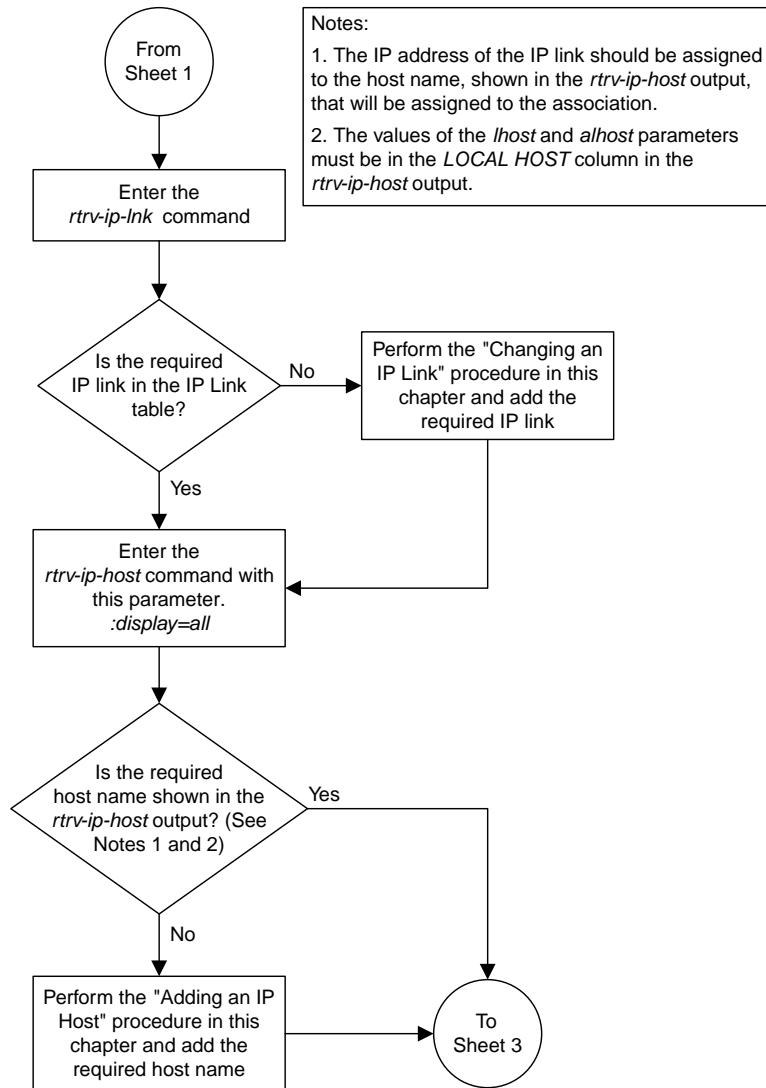 From
Sheet 1
Notes:
1. The IP address of the IP link should be assigned
to the host name, shown in the rtrv-ip-host output,
that will be assigned to the association.
2. The values of the lhost and alhost parameters
must be in the LOCAL HOST column in the
rtrv-ip-host output.
Enter the
rtrv-ip-lnk command
Is the required
IP link in the IP Link
table?
No
Perform the "Changing an
IP Link" procedure in this
chapter and add the
required IP link
Yes
Enter the
rtrv-ip-host command with
this parameter.
:display=all
Is the required
host name shown in the
rtrv-ip-host output? (See
Notes 1 and 2)
Yes
No
Perform the "Adding an IP
Host" procedure in this
chapter and add the
required host name
To
Sheet 3